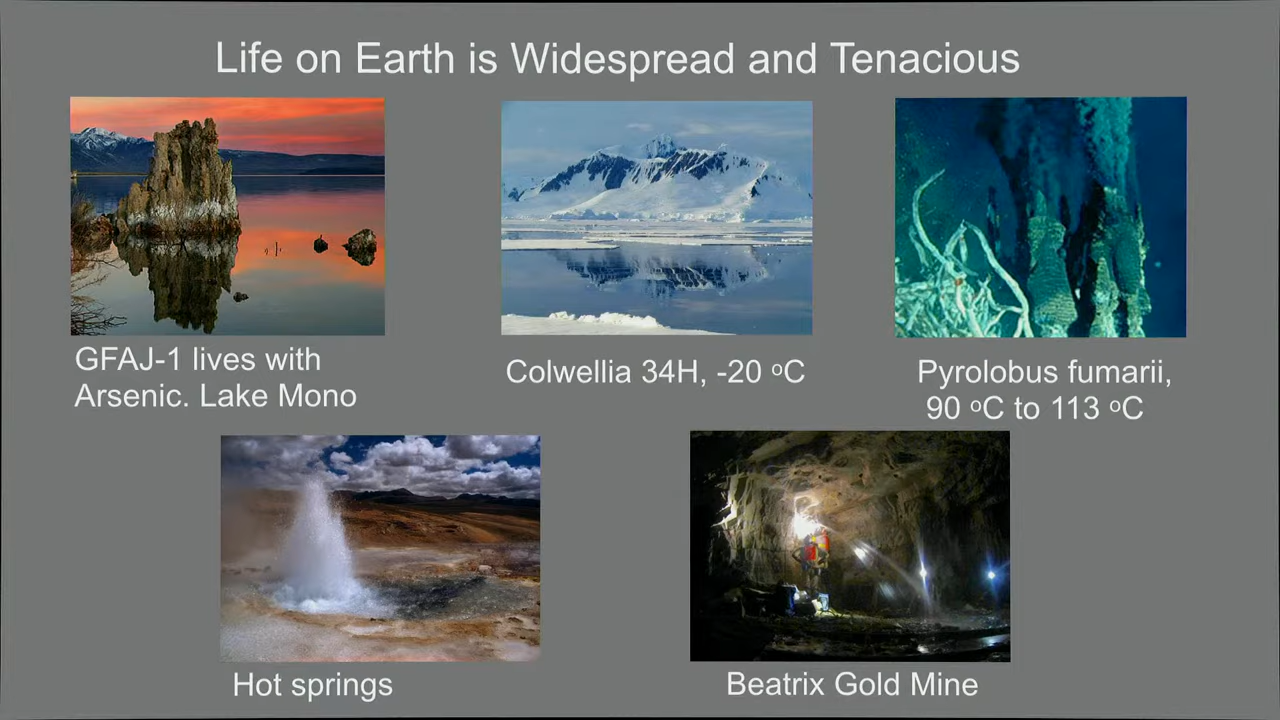 Life on Earth is Widespread and Tenacious
GFAJ-1 lives with
Arsenic. Lake Mono
Colwellia 34H, -20 ºC
Pyrolobus fumarii,
90 ºC to 113 ºC
Hot springs
Beatrix Gold Mine